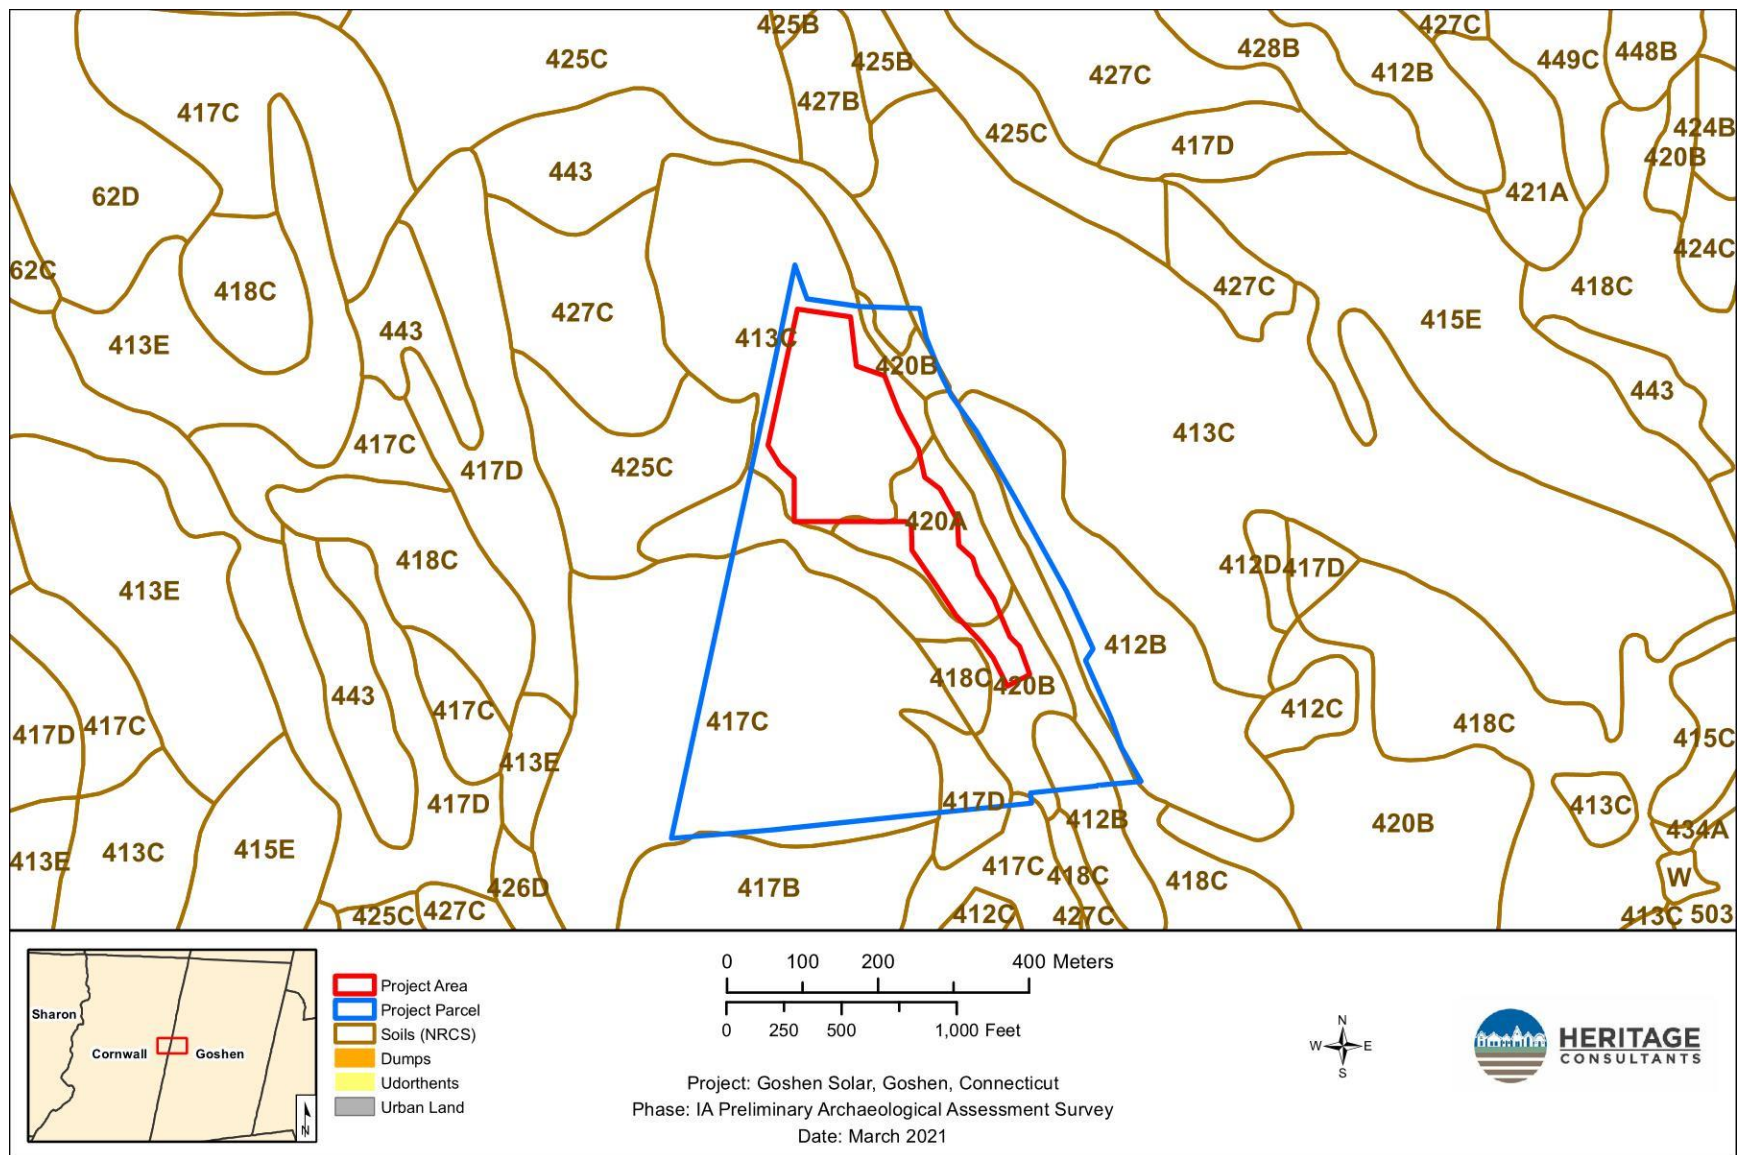 425B
427C
425C
425B
427C
428B
412B
449C
448B
417C
427B
425C
417D
424B
420B
443
62D
421A
424C
62C
418C
427C
427C
418C
413E
443
413C
420B
415E
443
417C
413C
417D
425C
420A
418C
412D
417D
413E
412B
418C
420B
443
417C
417C
412C
418C
417D
417C
415C
413E
417D
417D
412B
420B
413C
434A
413E
413C
415E
417C
418C
418C
W
426D
417B
425C
427C
412C
427C
413C
503
Sharon
Cornwall
Goshen
N
Project Area
Project Parcel
Soils (NRCS)
Dumps
Udorthents
Urban Land
0 100 200 400 Meters
0 250 500 1,000 Feet
Project: Goshen Solar, Goshen, Connecticut
Phase: IA Preliminary Archaeological Assessment Survey
Date: March 2021
N
W E
S
HERITAGE
CONSULTANTS